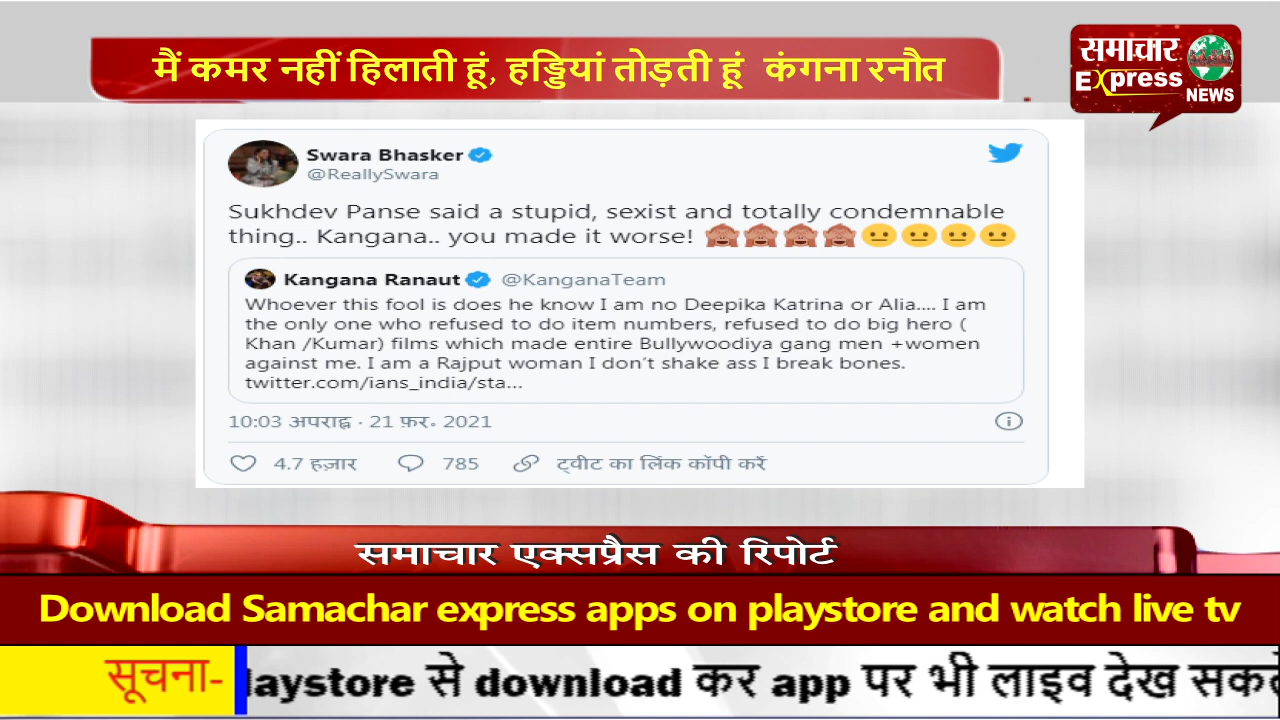 मैं कमर नहीं हिलाती हूं, हड्डियां तोड़ती हूं कंगना रनौत
समाचार
Express
NEWS
Swara Bhasker
@ReallySwara
Sukhdev Panse said a stupid, sexist and totally condemnable
thing.. Kangana.. you made it worse! 🙈🙈🙈🙈😐😐😐😐
Kangana Ranaut @KanganaTeam
Whoever this fool is does he know I am no Deepika Katrina or Alia.... I am
the only one who refused to do item numbers, refused to do big hero (
Khan /Kumar) films which made entire Bullywoodiya gang men +women
against me. I am a Rajput woman I don't shake ass I break bones.
twitter.com/ians_india/sta...
10:03 अपराह्न · 21 फ़र॰ 2021
4.7 हज़ार 785 ट्वीट का लिंक कॉपी करें
समाचार एक्सप्रैस की रिपोर्ट
Download Samachar express apps on playstore and watch live tv
सूचना- laystore से download कर app पर भी लाइव देख सकते